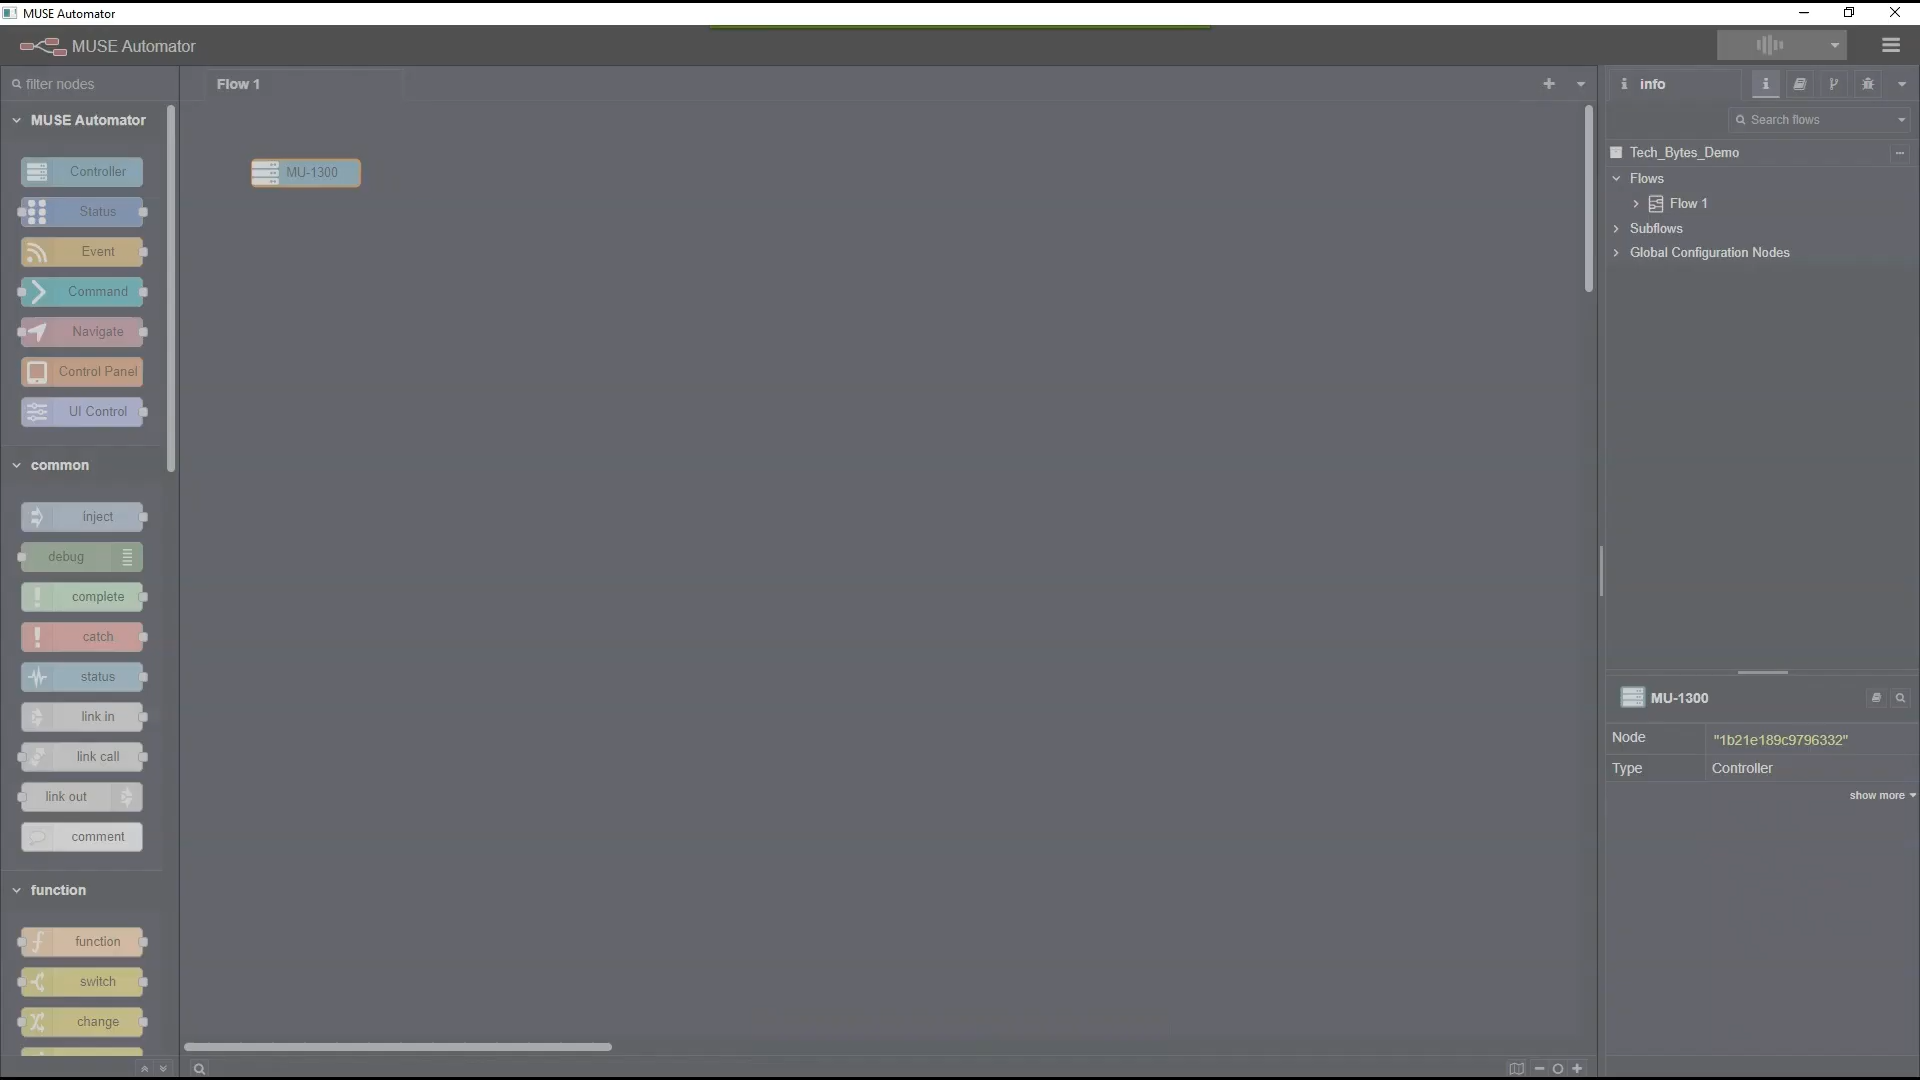 MUSE Automator
MUSE Automator
filter nodes
Flow 1
info
Search flows
MUSE Automator
Controller
Status
Event
Command
Navigate
Control Panel
UI Control
common
inject
debug
complete
catch
status
link in
link call
link out
comment
function
function
switch
change
MU-1300
Tech_Bytes_Demo
Flows
Flow 1
Subflows
Global Configuration Nodes
MU-1300
Node "1b21e189c9796332"
Type Controller
show more